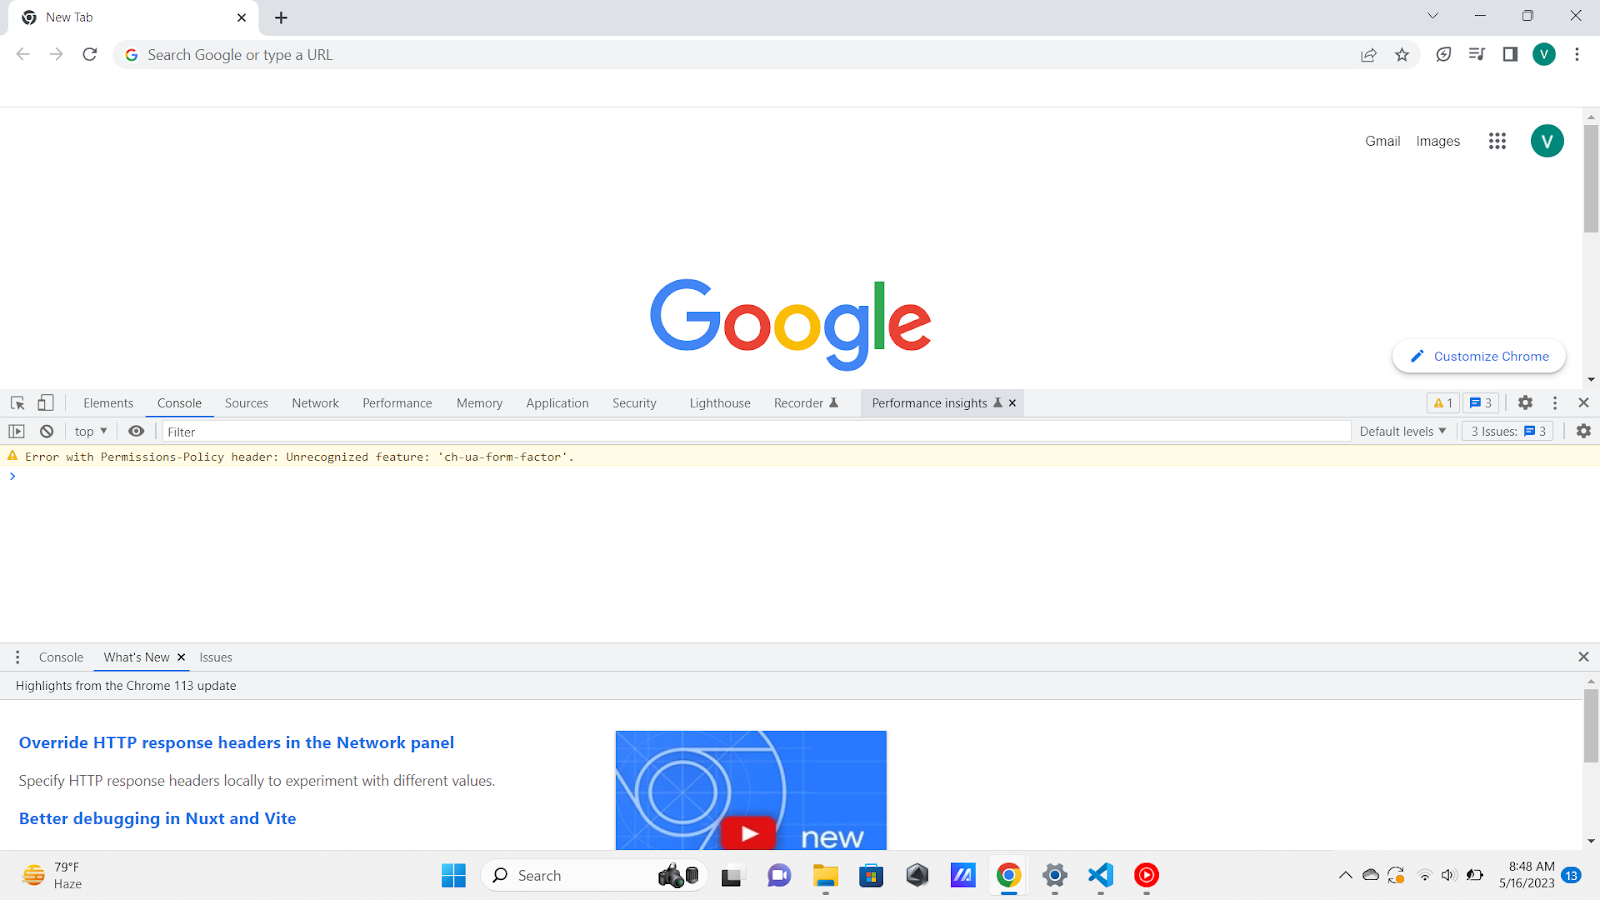 New Tab
Search Google or type a URL
V
Gmail Images
V
Google
Customize Chrome
Elements Console Sources Network Performance Memory Application Security Lighthouse Recorder Performance insights 1 3
top Filter Default levels 3 Issues: 3
Error with Permissions-Policy header: Unrecognized feature: 'ch-ua-form-factor'.
Console What's New Issues
Highlights from the Chrome 113 update
Override HTTP response headers in the Network panel
Specify HTTP response headers locally to experiment with different values.
Better debugging in Nuxt and Vite
new
79°F
Haze
Search
8:48 AM
5/16/2023
13